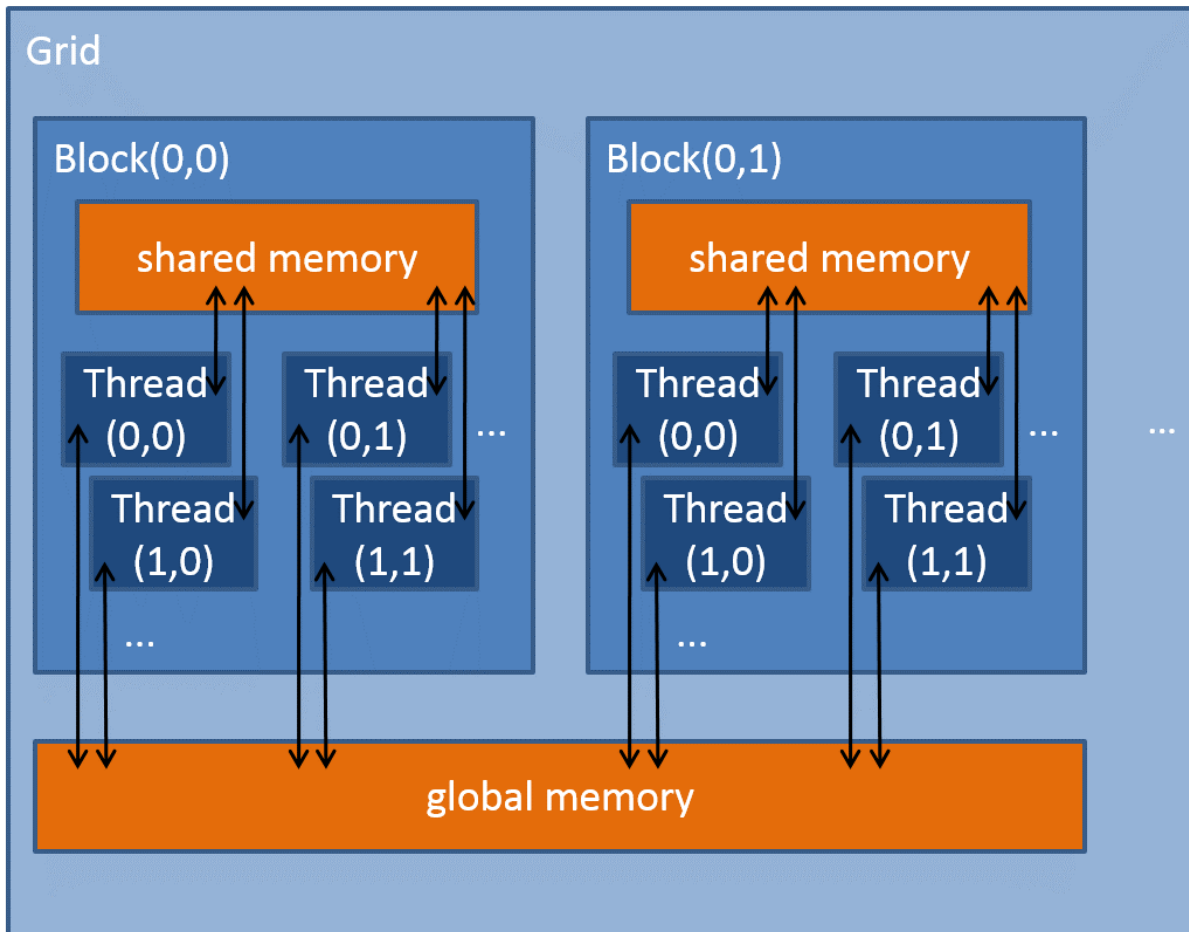 Grid
Block(0,0)
shared memory
Thread
(0,0)
Thread
(0,1)
...
Thread
(1,0)
Thread
(1,1)
...
Block(0,1)
shared memory
Thread
(0,0)
Thread
(0,1)
...
Thread
(1,0)
Thread
(1,1)
...
...
global memory